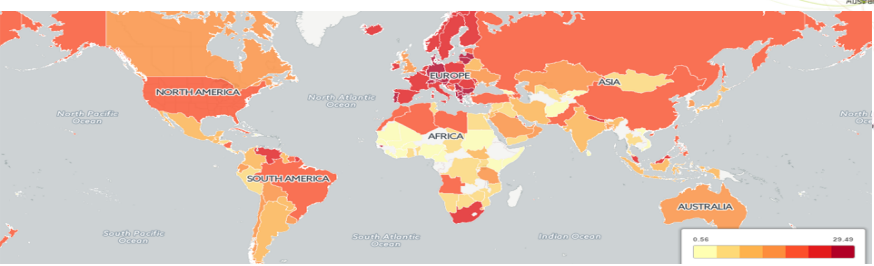 NORTH AMERICA
EUROPE
ASIA
North Pacific
Ocean
North Atlantic
Ocean
AFRICA
SOUTH AMERICA
AUSTRALIA
South Pacific
Ocean
South Atlantic
Ocean
Indian Ocean
0.56 29.49